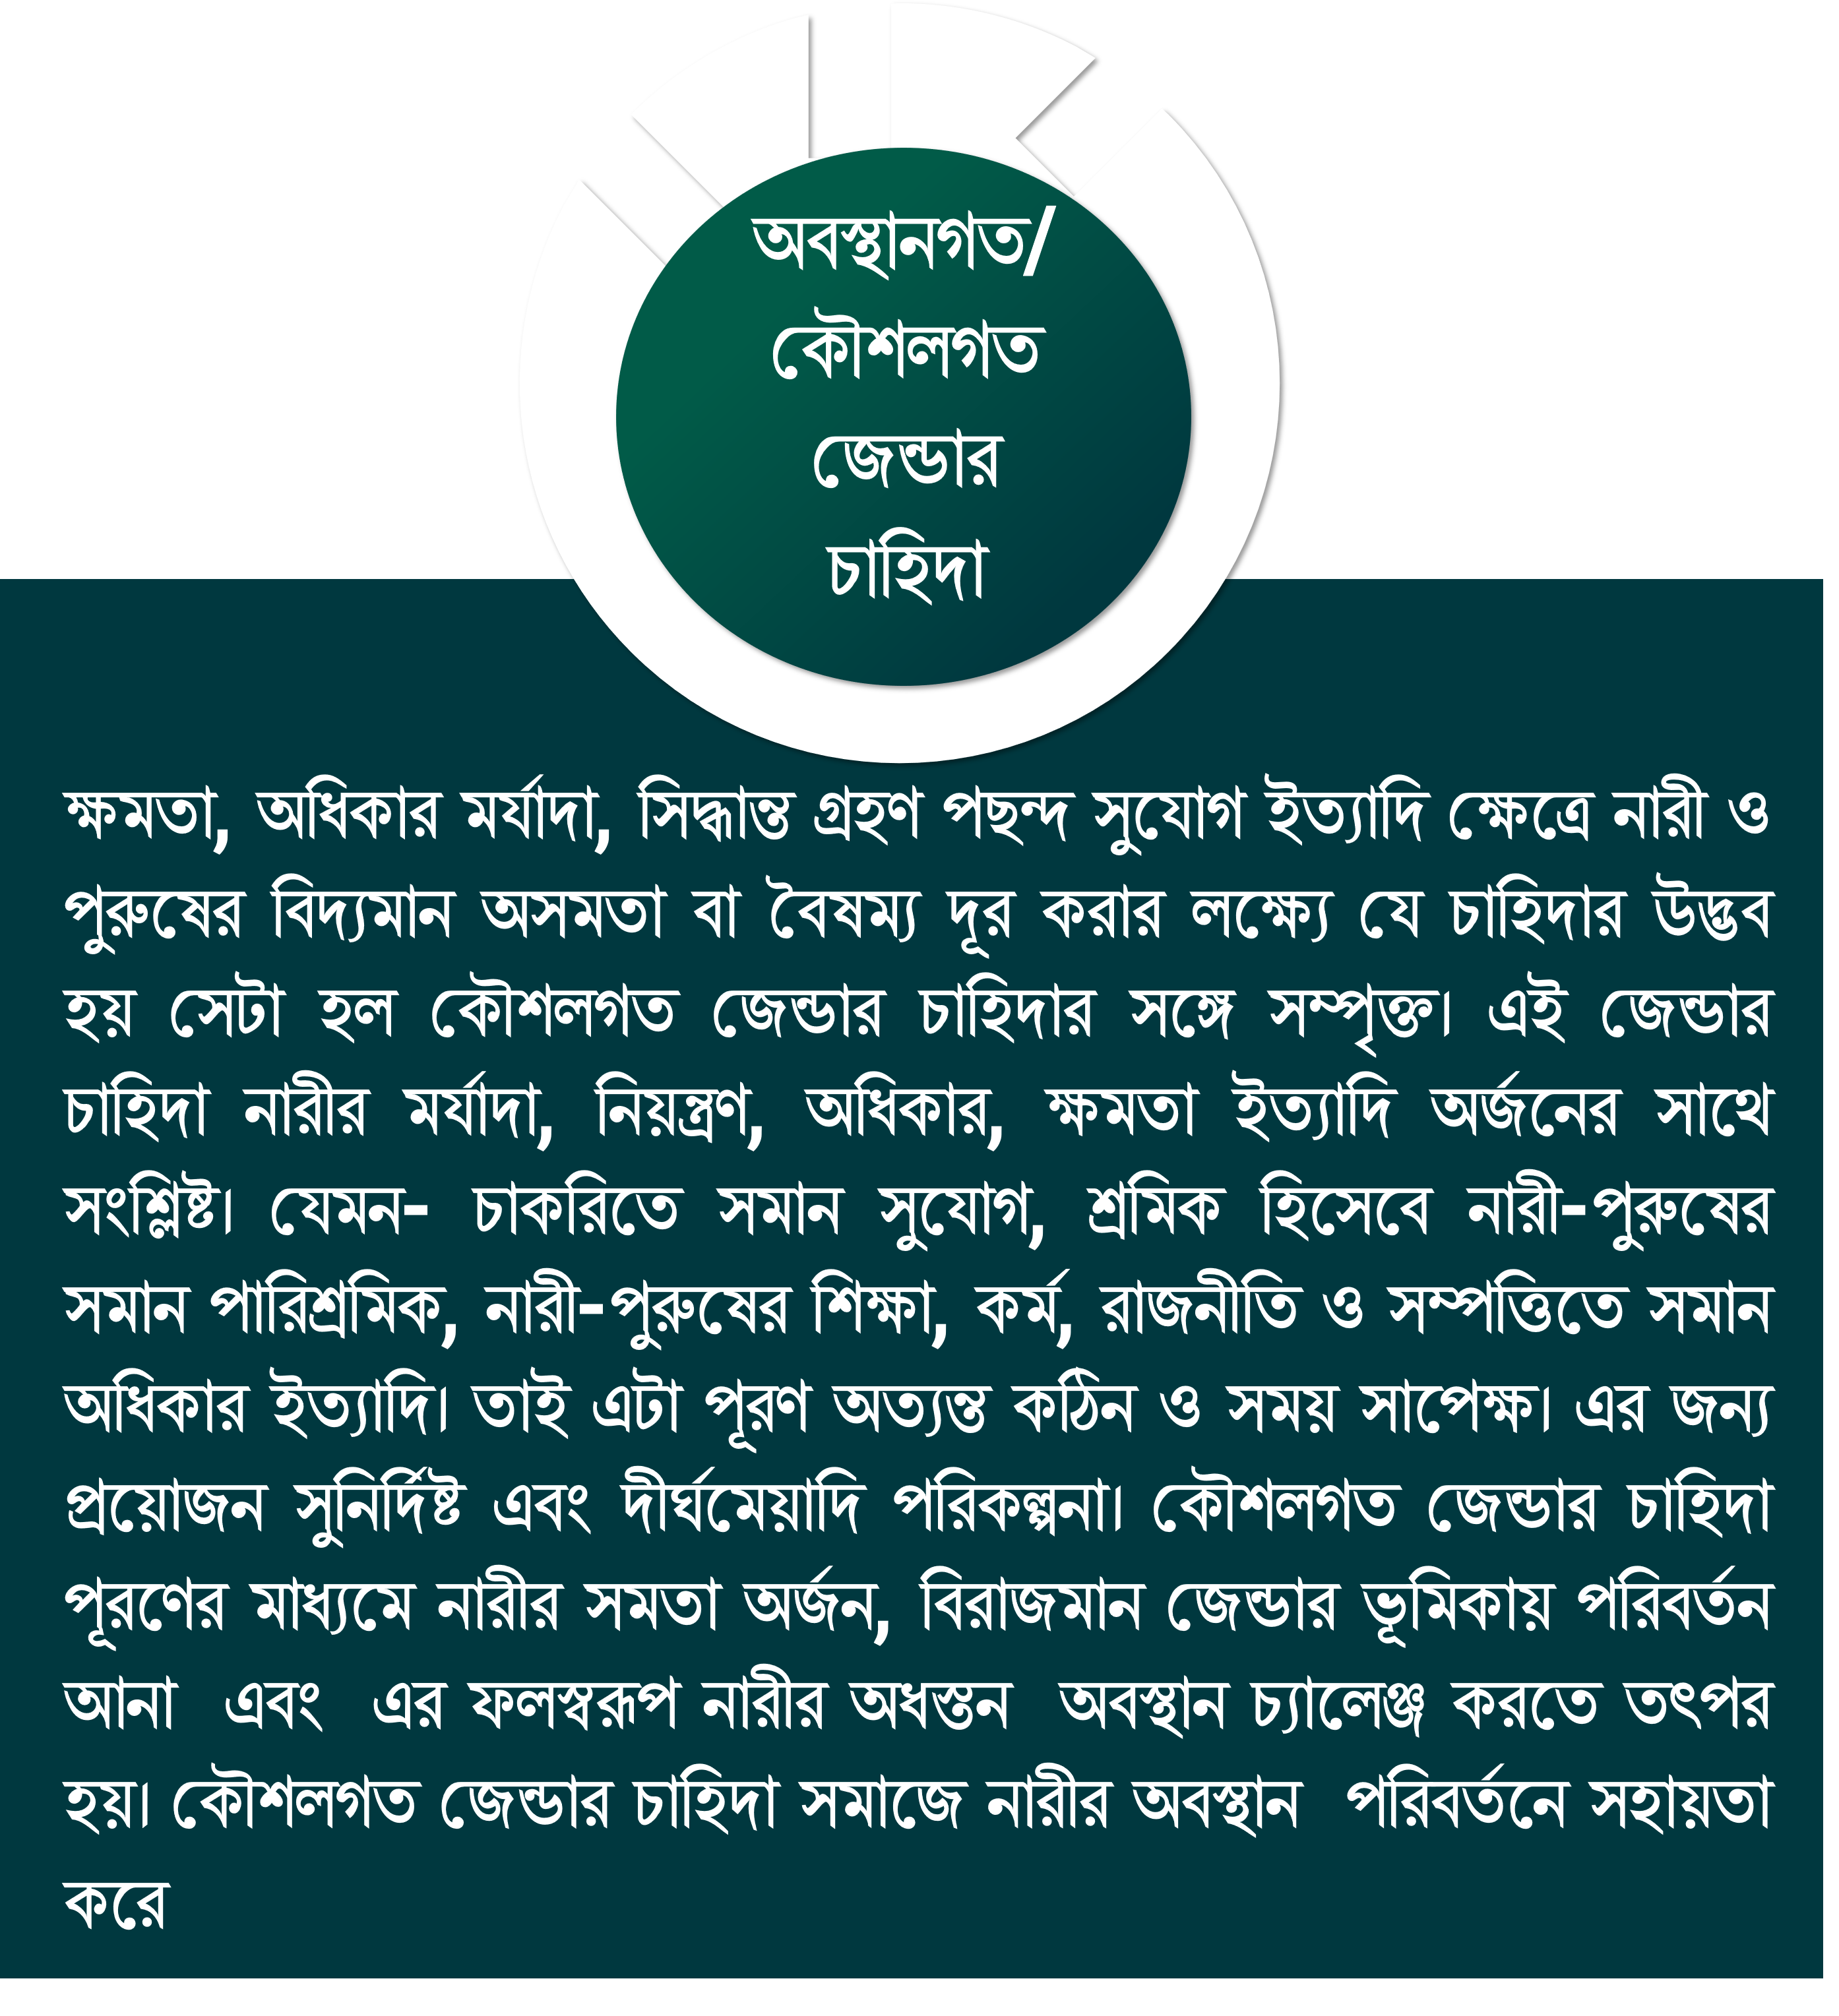 অবস্থানগত/
কৌশলগত
জেন্ডার
চাহিদা
ক্ষমতা, অধিকার মর্যাদা, সিদ্ধান্ত গ্রহণ পছন্দ সুযোগ ইত্যাদি ক্ষেত্রে নারী ও
পুরুষের বিদ্যমান অসমতা বা বৈষম্য দূর করার লক্ষ্যে যে চাহিদার উদ্ভব
হয় সেটা হল কৌশলগত জেন্ডার চাহিদার সঙ্গে সম্পৃক্ত। এই জেন্ডার
চাহিদা নারীর মর্যাদা, নিয়ন্ত্রণ, অধিকার, ক্ষমতা ইত্যাদি অর্জনের সাথে
সংশ্লিষ্ট। যেমন- চাকরিতে সমান সুযোগ, শ্রমিক হিসেবে নারী-পুরুষের
সমান পারিশ্রমিক, নারী-পুরুষের শিক্ষা, কর্ম, রাজনীতি ও সম্পত্তিতে সমান
অধিকার ইত্যাদি। তাই এটা পূরণ অত্যন্ত কঠিন ও সময় সাপেক্ষ। এর জন্য
প্রয়োজন সুনির্দিষ্ট এবং দীর্ঘমেয়াদি পরিকল্পনা। কৌশলগত জেন্ডার চাহিদা
পূরণের মাধ্যমে নারীর সমতা অর্জন, বিরাজমান জেন্ডার ভূমিকায় পরিবর্তন
আনা এবং এর ফলস্বরূপ নারীর অধস্তন অবস্থান চ্যালেঞ্জ করতে তৎপর
হয়। কৌশলগত জেন্ডার চাহিদা সমাজে নারীর অবস্থান পরিবর্তনে সহায়তা
করে